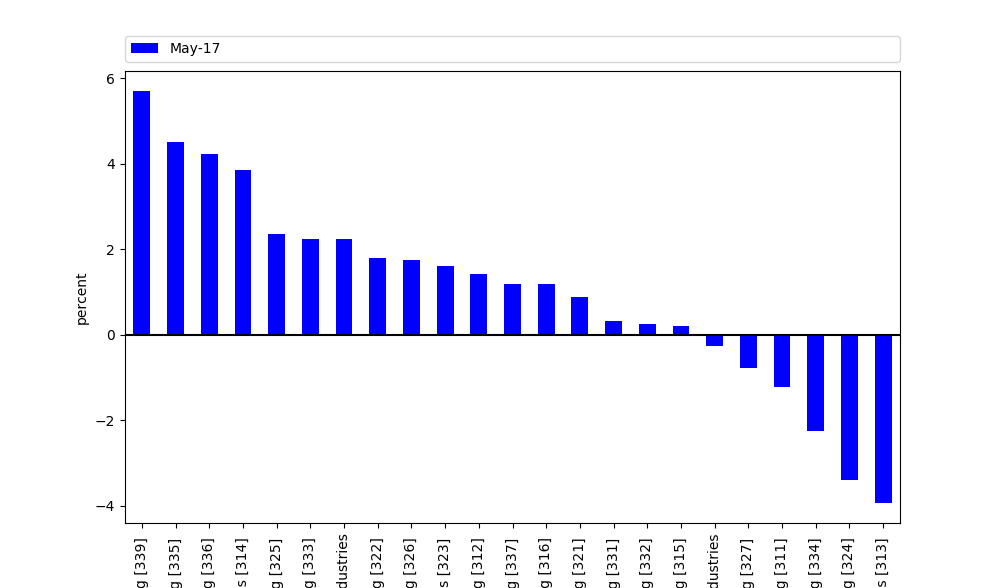 May-17
6
4
2
0
−2
−4
percent
g [339]
g [335]
g [336]
s [314]
g [325]
g [333]
dustries
g [322]
g [326]
s [323]
g [312]
g [337]
g [316]
g [321]
g [331]
g [332]
g [315]
dustries
g [327]
g [311]
g [334]
g [324]
s [313]